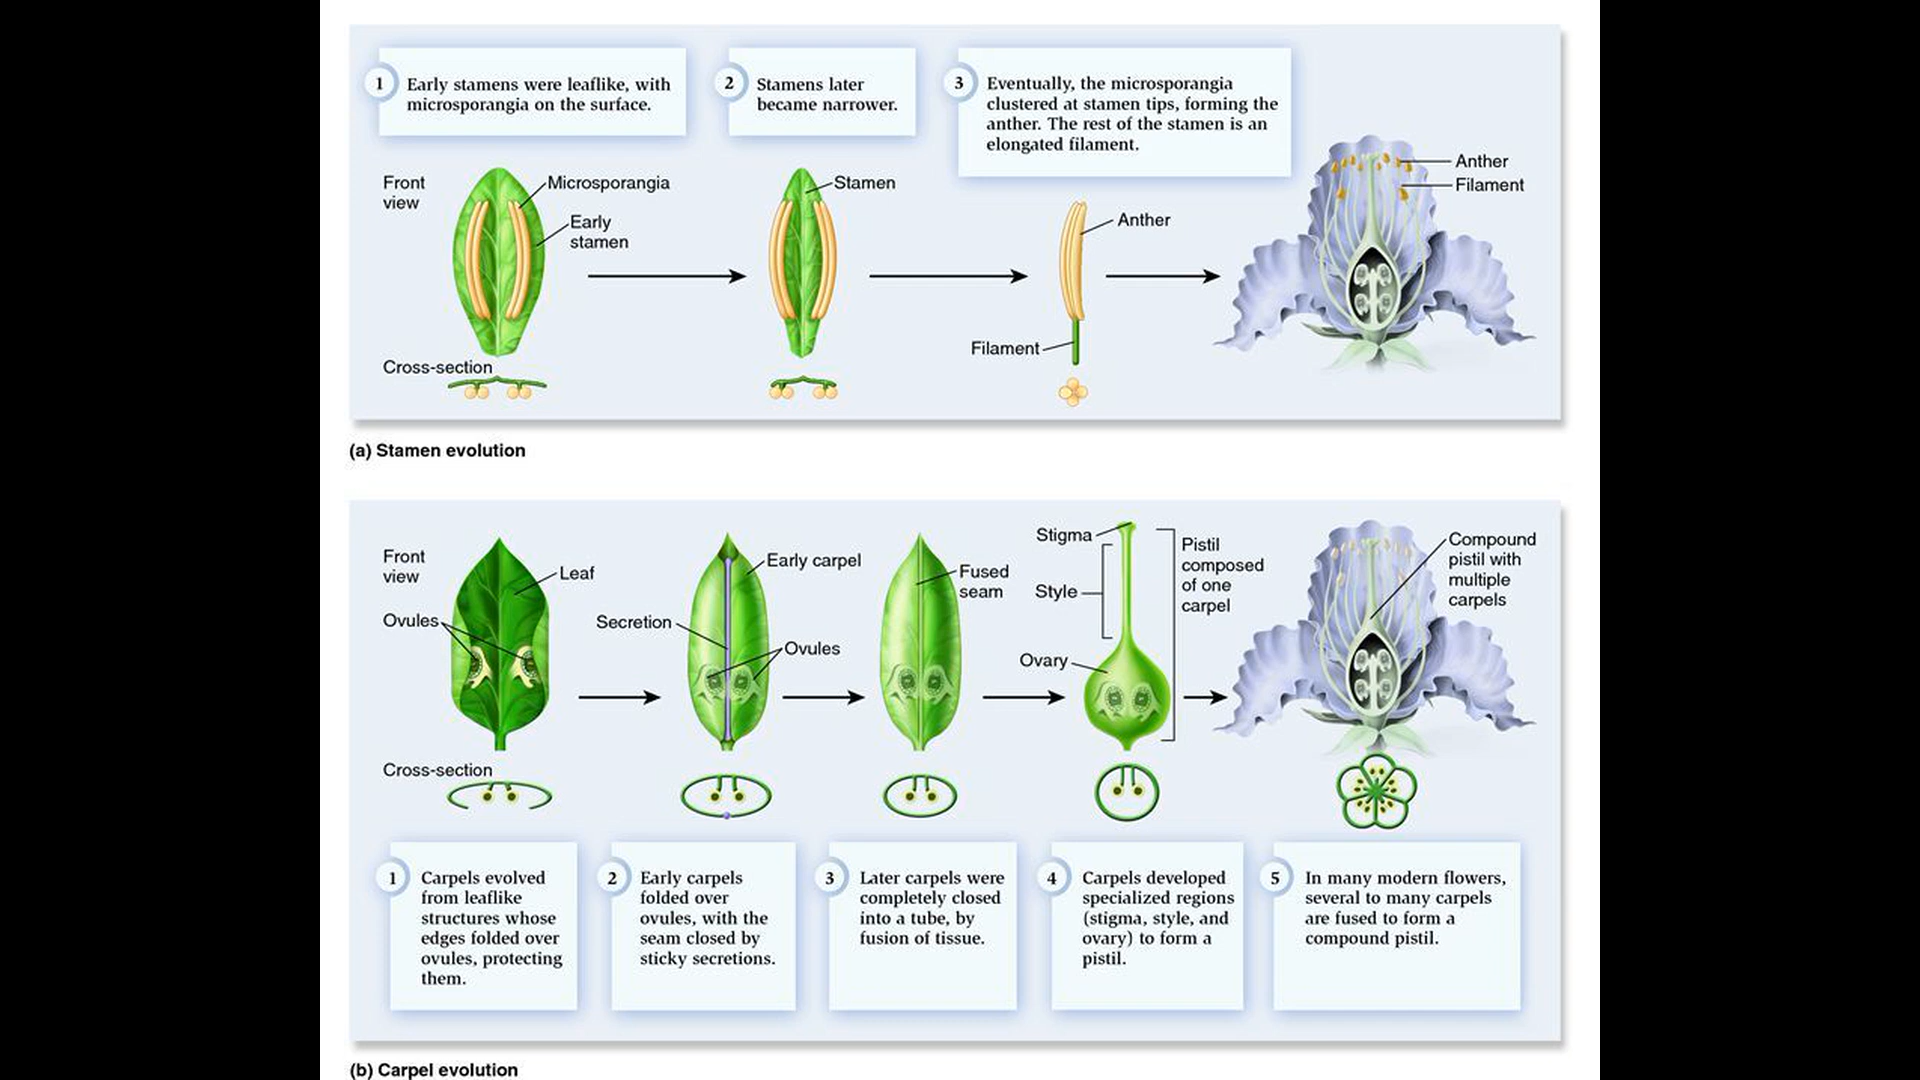 1
Early stamens were leaflike, with
microsporangia on the surface.
2
Stamens later
became narrower.
3
Eventually, the microsporangia
clustered at stamen tips, forming the
anther. The rest of the stamen is an
elongated filament.
Front
view
Microsporangia
Early
stamen
Stamen
Anther
Filament
Anther
Filament
Cross-section
(a) Stamen evolution
Front
view
Leaf
Ovules
Early carpel
Secretion
Ovules
Fused
seam
Stigma
Style
Ovary
Pistil
composed
of one
carpel
Compound
pistil with
multiple
carpels
Cross-section
1
Carpels evolved
from leaflike
structures whose
edges folded over
ovules, protecting
them.
2
Early carpels
folded over
ovules, with the
seam closed by
sticky secretions.
3
Later carpels were
completely closed
into a tube, by
fusion of tissue.
4
Carpels developed
specialized regions
(stigma, style, and
ovary) to form a
pistil.
5
In many modern flowers,
several to many carpels
are fused to form a
compound pistil.
(b) Carpel evolution